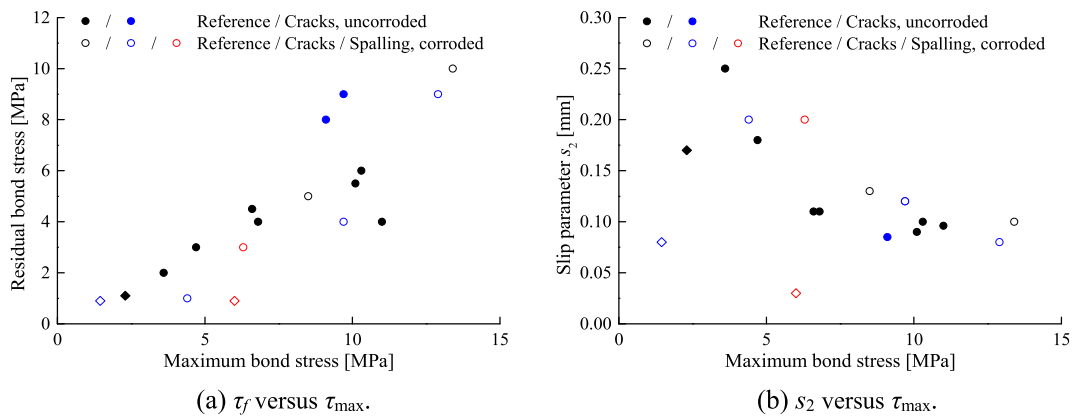 Reference / Cracks, uncorroded
Reference / Cracks / Spalling, corroded
12
10
8
6
4
2
0
0
5
10
15
Residual bond stress [MPa]
Maximum bond stress [MPa]
(a) τf versus τmax.
Reference / Cracks, uncorroded
Reference / Cracks / Spalling, corroded
0.30
0.25
0.20
0.15
0.10
0.05
0.00
0
5
10
15
Slip parameter s2 [mm]
Maximum bond stress [MPa]
(b) s2 versus τmax.